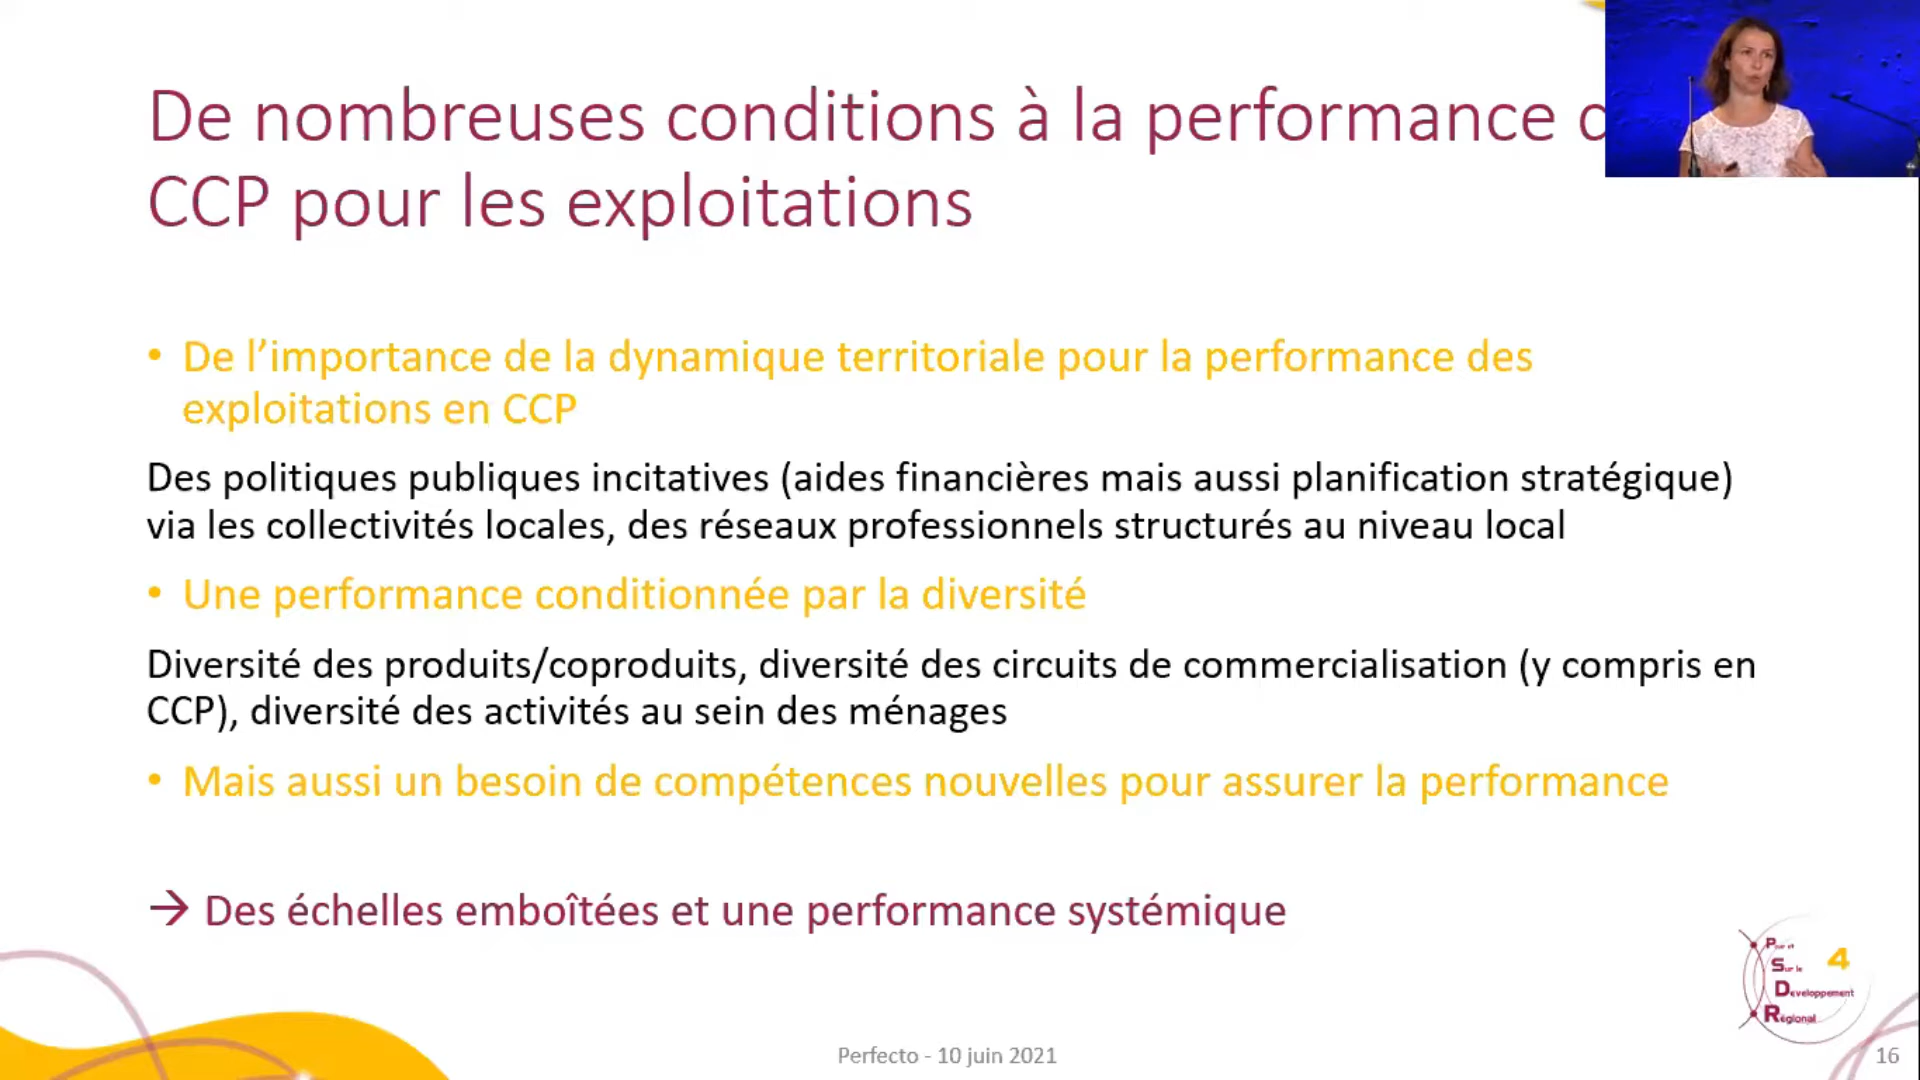 De nombreuses conditions à la performance
CCP pour les exploitations
• De l’importance de la dynamique territoriale pour la performance des
exploitations en CCP
Des politiques publiques incitatives (aides financières mais aussi planification stratégique)
via les collectivités locales, des réseaux professionnels structurés au niveau local
• Une performance conditionnée par la diversité
Diversité des produits/coproduits, diversité des circuits de commercialisation (y compris en
CCP), diversité des activités au sein des ménages
• Mais aussi un besoin de compétences nouvelles pour assurer la performance
→ Des échelles emboîtées et une performance systémique
Pour et
Sur le 4
Developpement
Régional
Perfecto - 10 juin 2021
16